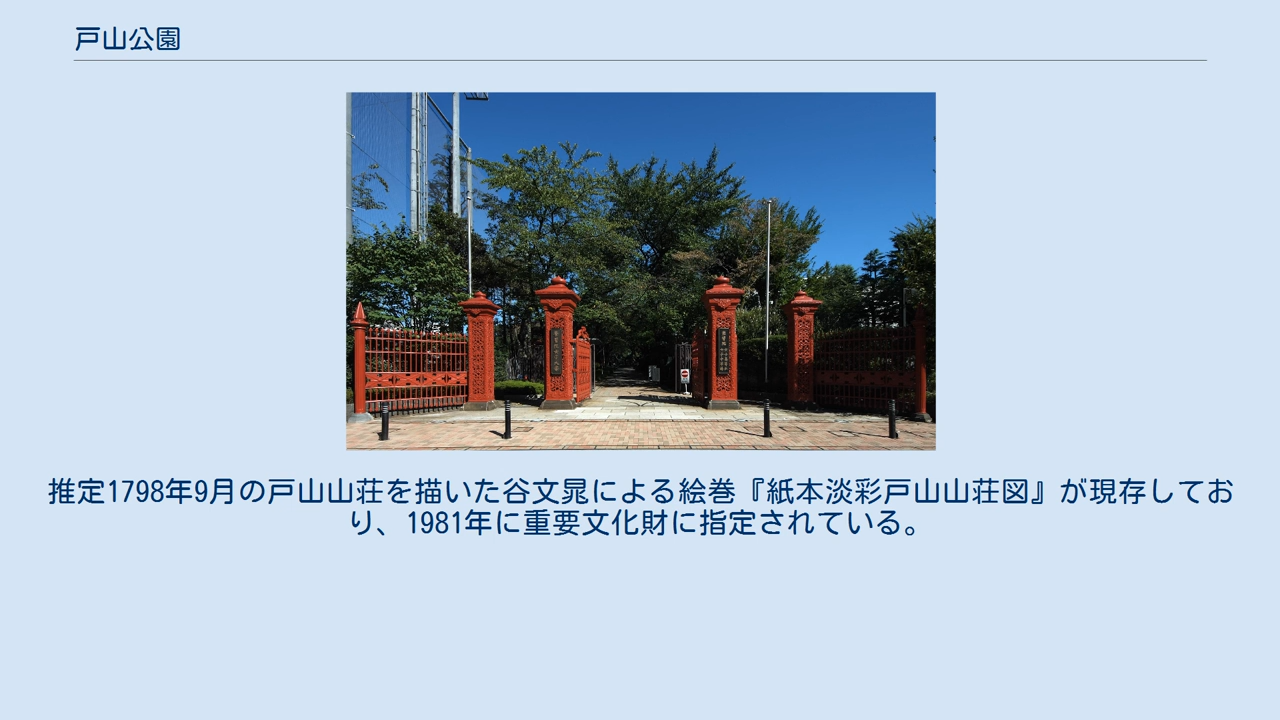 戸山公園
推定1798年9月の戸山山荘を描いた谷文晁による絵巻『紙本淡彩戸山山荘図』が現存してお
り、1981年に重要文化財に指定されている。